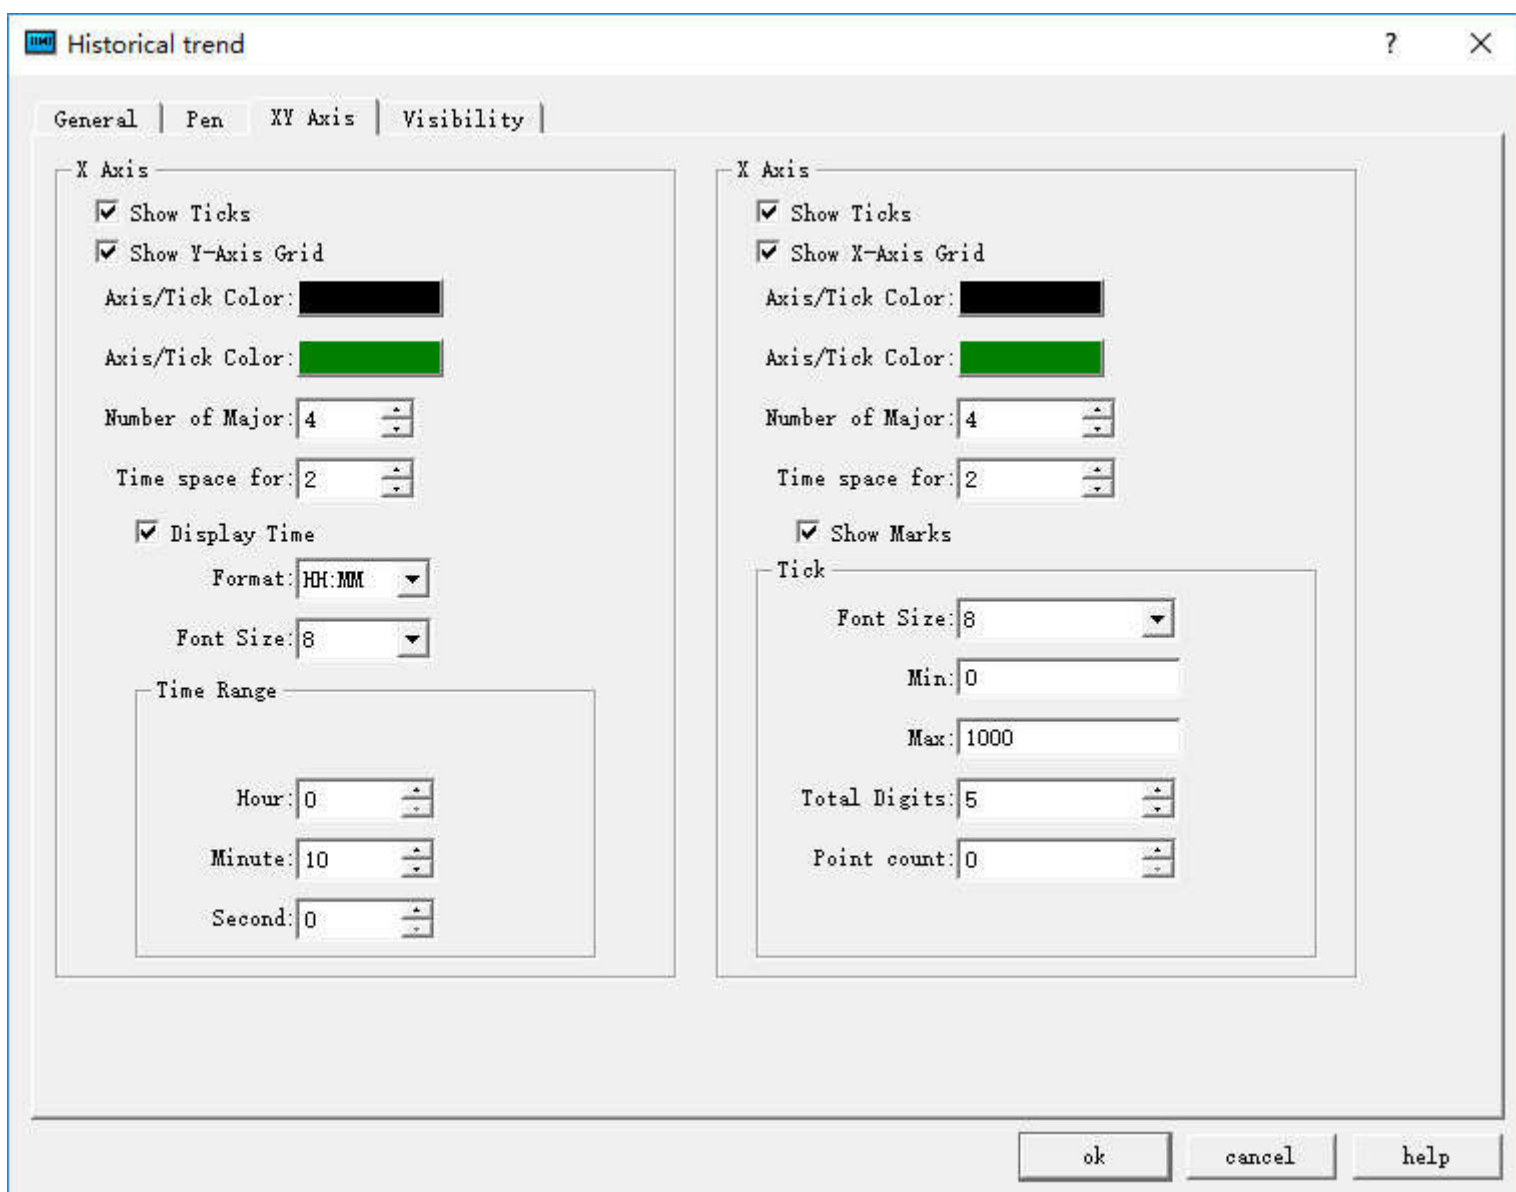 Historical trend
?
General
Pen
XY Axis
Visibility
X Axis
Show Ticks
Show Y-Axis Grid
Axis/Tick Color:
Axis/Tick Color:
Number of Major: 4
Time space for: 2
Display Time
Format: HH:MM
Font Size: 8
Time Range
Hour: 0
Minute: 10
Second: 0
X Axis
Show Ticks
Show X-Axis Grid
Axis/Tick Color:
Axis/Tick Color:
Number of Major: 4
Time space for: 2
Show Marks
Tick
Font Size: 8
Min: 0
Max: 1000
Total Digits: 5
Point count: 0
ok
cancel
help